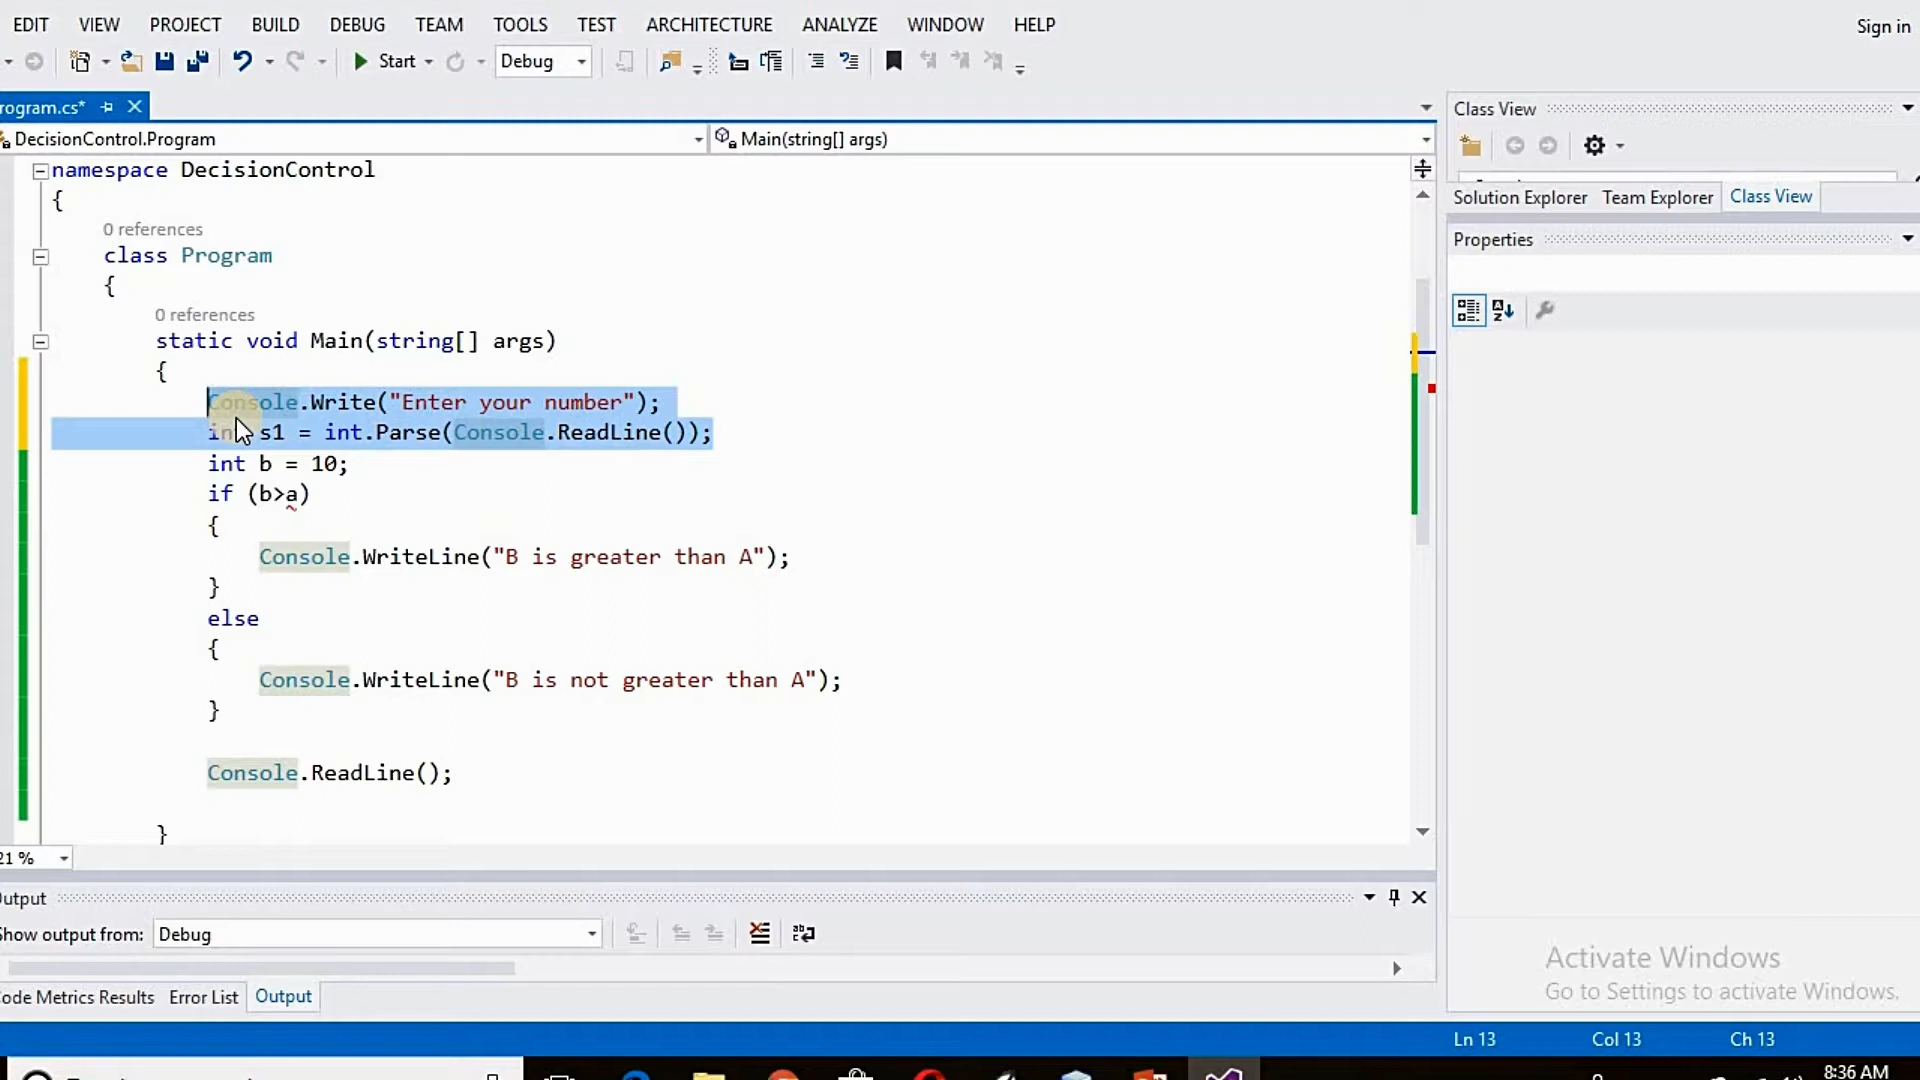 EDIT VIEW PROJECT BUILD DEBUG TEAM TOOLS TEST ARCHITECTURE ANALYZE WINDOW HELP
Sign in
Start Debug
rogram.cs*
DecisionControl.Program
Main(string[] args)
namespace DecisionControl
{
0 references
class Program
{
0 references
static void Main(string[] args)
{
Console.Write("Enter your number");
int s1 = int.Parse(Console.ReadLine());
int b = 10;
if (b>a)
{
Console.WriteLine("B is greater than A");
}
else
{
Console.WriteLine("B is not greater than A");
}
Console.ReadLine();
}
21 %
Output
Show output from: Debug
ode Metrics Results Error List Output
Class View
Solution Explorer Team Explorer Class View
Properties
Activate Windows
Go to Settings to activate Windows.
Ln 13 Col 13 Ch 13
8:36 AM